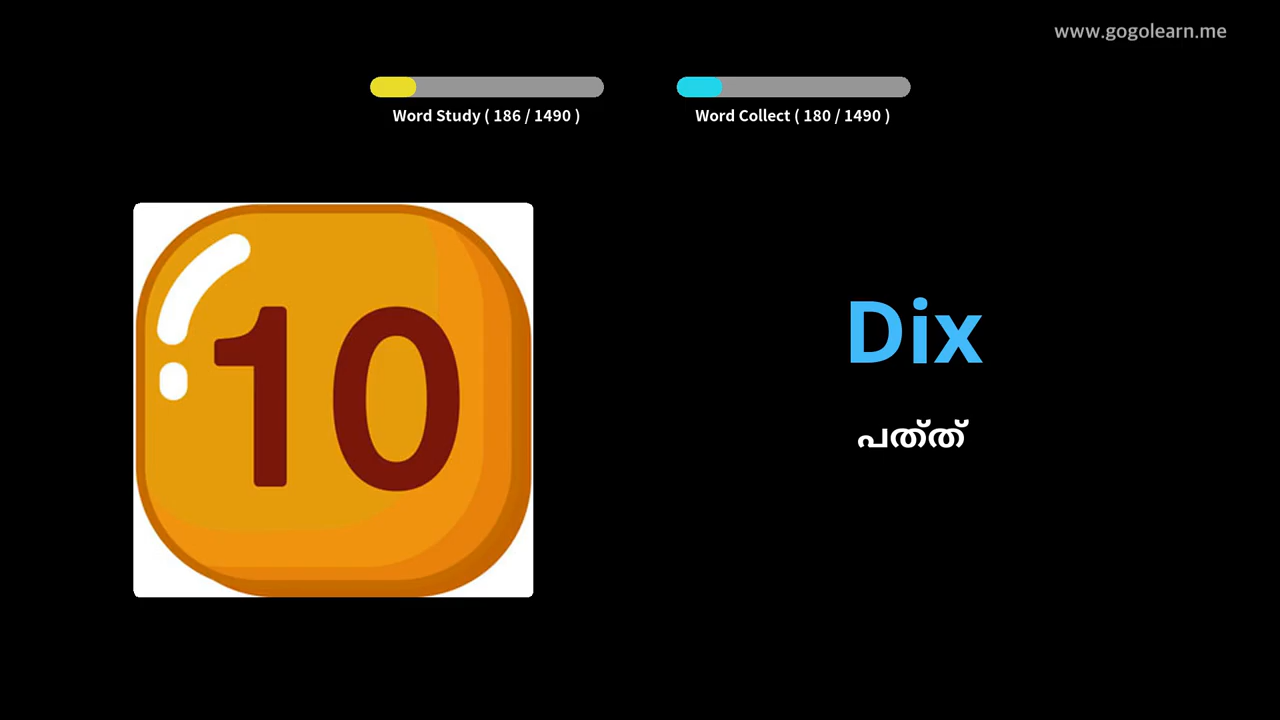 www.gogolearn.me
Word Study ( 186 / 1490 )
Word Collect ( 180 / 1490 )
10
Dix
പത്ത്